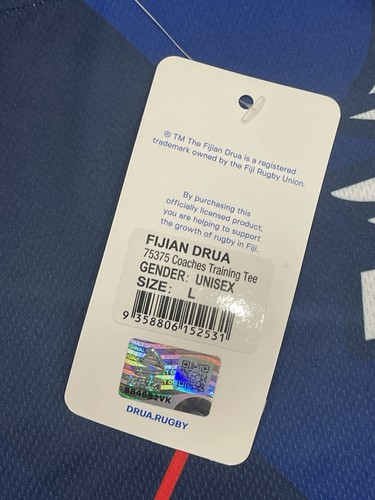 ® TM The Fijian Drua is a registered
trademark owned by the Fiji Rugby Union.
By purchasing this
officially licensed product,
you are helping to support
the growth of rugby in Fiji.
FIJIAN DRUA
75375 Coaches Training Tee
GENDER: UNISEX
SIZE: L
9 358806 152531
DRUA.RUGBY